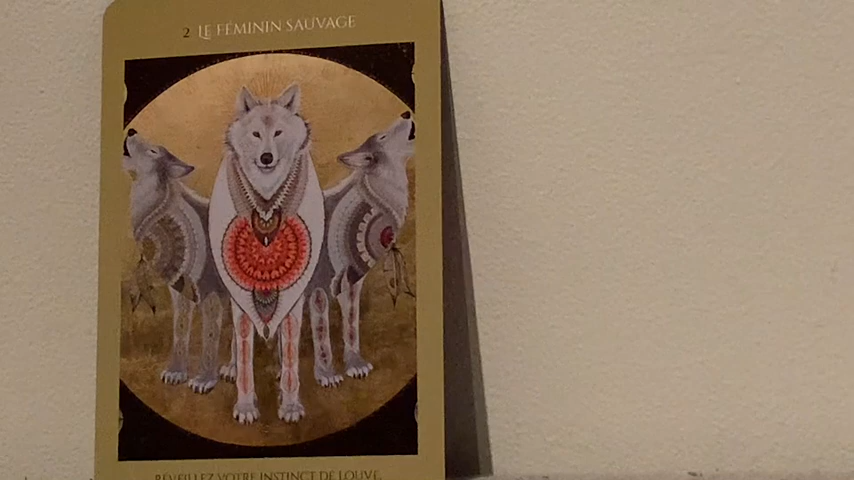 2 LE FÉMININ SAUVAGE
RÉVEILLEZ VOTRE INSTINCT DE LOUVE.